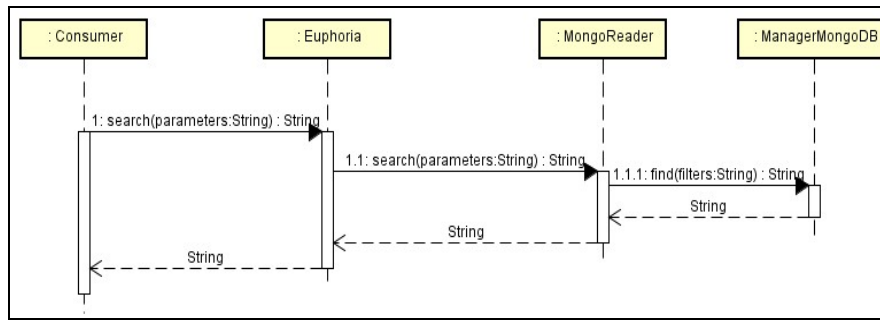 : Consumer
: Euphoria
: MongoReader
: ManagerMongoDB
1: search(parameters:String) : String
1.1: search(parameters:String) : String
1.1.1: find(filters:String) : String
String
String
String